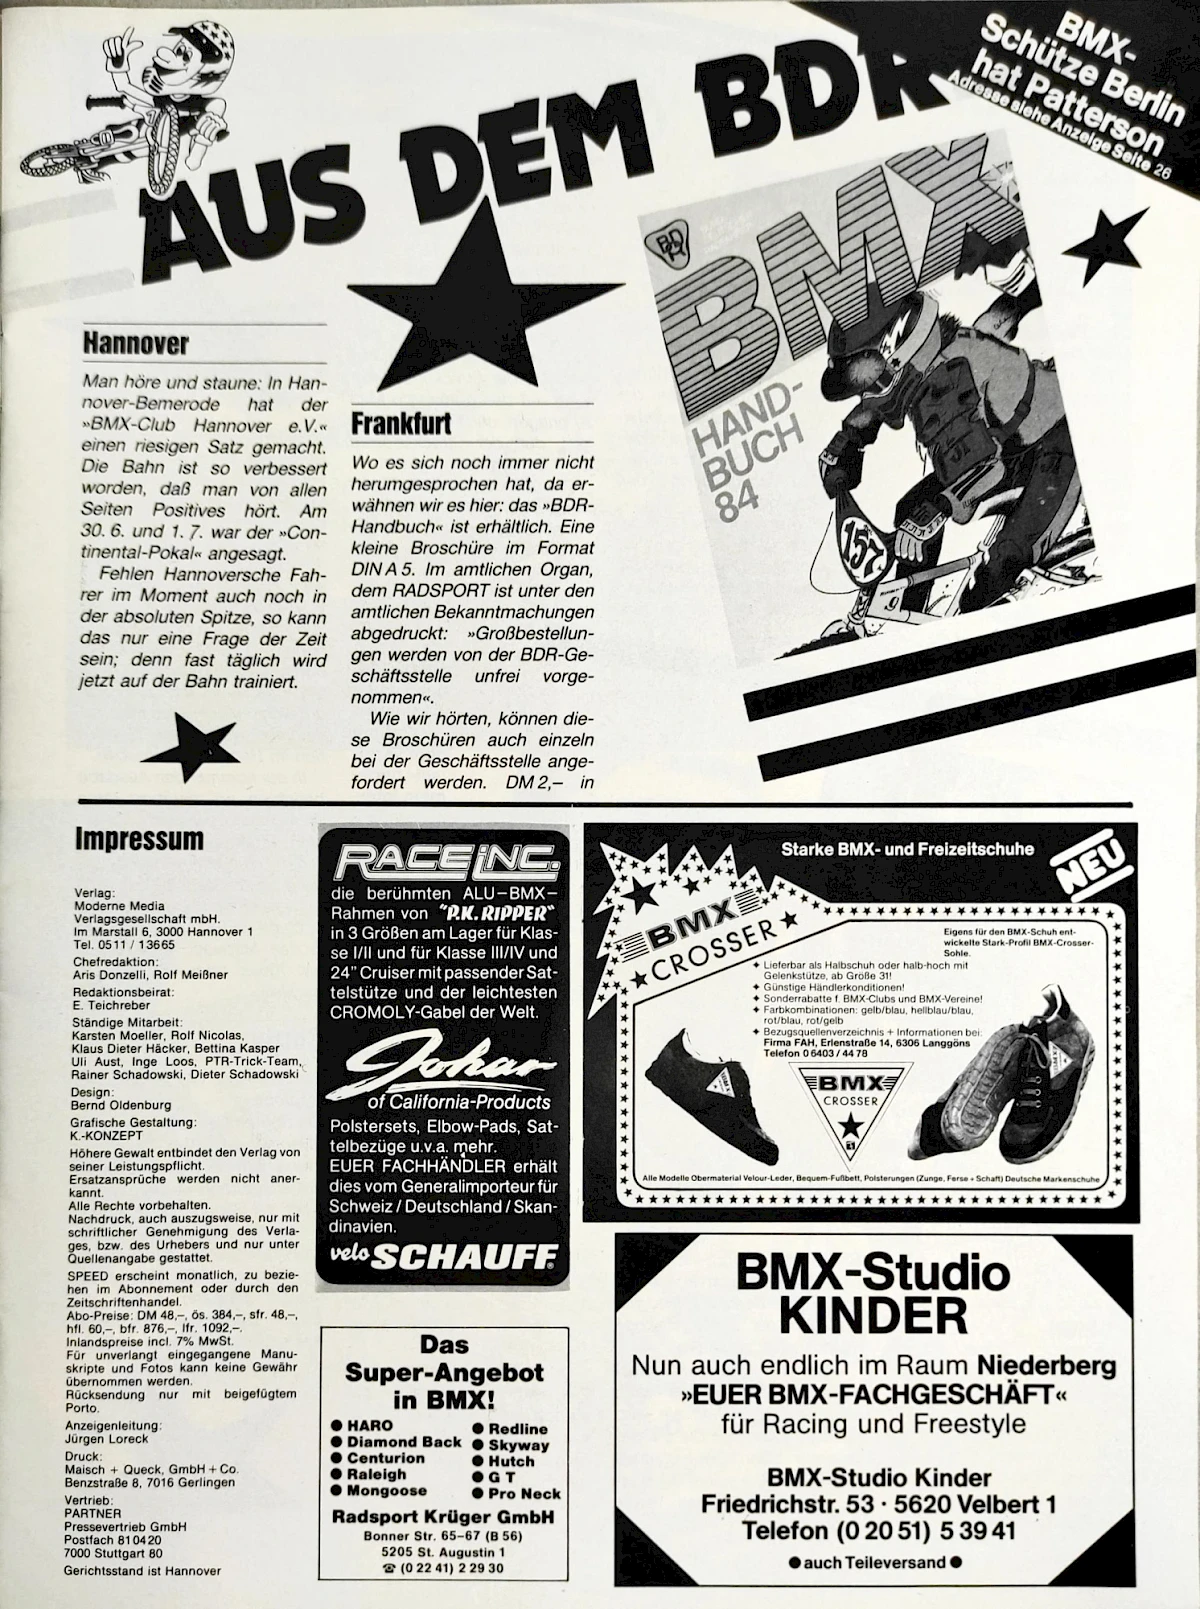 AUS DEM BDR
BMX-
Schütze Berlin
hat Patterson
Adresse siehe Anzeige Seite 26
BDR
BMX
HAND-
BUCH
84
157
9
Hannover
Man höre und staune: In Han-
nover-Bemerode hat der
»BMX-Club Hannover e.V.«
einen riesigen Satz gemacht.
Die Bahn ist so verbessert
worden, daß man von allen
Seiten Positives hört. Am
30. 6. und 1. 7. war der »Con-
tinental-Pokal« angesagt.
Fehlen Hannoversche Fah-
rer im Moment auch noch in
der absoluten Spitze, so kann
das nur eine Frage der Zeit
sein; denn fast täglich wird
jetzt auf der Bahn trainiert.
Frankfurt
Wo es sich noch immer nicht
herumgesprochen hat, da er-
wähnen wir es hier: das »BDR-
Handbuch« ist erhältlich. Eine
kleine Broschüre im Format
DIN A 5. Im amtlichen Organ,
dem RADSPORT ist unter den
amtlichen Bekanntmachungen
abgedruckt: »Großbestellun-
gen werden von der BDR-Ge-
schäftsstelle unfrei vorge-
nommen«.
Wie wir hörten, können die-
se Broschüren auch einzeln
bei der Geschäftsstelle ange-
fordert werden. DM 2,– in
Impressum
Verlag:
Moderne Media
Verlagsgesellschaft mbH.
Im Marstall 6, 3000 Hannover 1
Tel. 05 11 / 1 36 65
Chefredaktion:
Aris Donzelli, Rolf Meißner
Redaktionsbeirat:
E. Teichreber
Ständige Mitarbeit:
Karsten Moeller, Rolf Nicolas,
Klaus Dieter Häcker, Bettina Kasper
Uli Aust, Inge Loos, PTR-Trick-Team,
Rainer Schadowski, Dieter Schadowski
Design:
Bernd Oldenburg
Grafische Gestaltung:
K.-KONZEPT
Höhere Gewalt entbindet den Verlag von
seiner Leistungspflicht.
Ersatzansprüche werden nicht aner-
kannt.
Alle Rechte vorbehalten.
Nachdruck, auch auszugsweise, nur mit
schriftlicher Genehmigung des Verla-
ges, bzw. des Urhebers und nur unter
Quellenangabe gestattet.
SPEED erscheint monatlich, zu bezie-
hen im Abonnement oder durch den
Zeitschriftenhandel.
Abo-Preise: DM 48,–, ös. 384,–, sfr. 48,–,
hfl. 60,–, bfr. 876,–, lfr. 1092,–.
Inlandspreise incl. 7% MwSt.
Für unverlangt eingegangene Manu-
skripte und Fotos kann keine Gewähr
übernommen werden.
Rücksendung nur mit beigefügtem
Porto.
Anzeigenleitung:
Jürgen Loreck
Druck:
Maisch + Queck, GmbH + Co.
Benzstraße 8, 7016 Gerlingen
Vertrieb:
PARTNER
Pressevertrieb GmbH
Postfach 81 04 20
7000 Stuttgart 80
Gerichtsstand ist Hannover
RACE INC.
die berühmten ALU–BMX–
Rahmen von "P.K. RIPPER"
in 3 Größen am Lager für Klas-
se I/II und für Klasse III/IV und
24" Cruiser mit passender Sat-
telstütze und der leichtesten
CROMOLY-Gabel der Welt.
Johar
of California-Products
Polstersets, Elbow-Pads, Sat-
telbezüge u.v.a. mehr.
EUER FACHHÄNDLER erhält
dies vom Generalimporteur für
Schweiz / Deutschland / Skan-
dinavien.
velo SCHAUFF
Das
Super-Angebot
in BMX!
● HARO
● Diamond Back
● Centurion
● Raleigh
● Mongoose
● Redline
● Skyway
● Hutch
● G T
● Pro Neck
Radsport Krüger GmbH
Bonner Str. 65–67 (B 56)
5205 St. Augustin 1
☎ (0 22 41) 2 29 30
Starke BMX- und Freizeitschuhe
NEU
BMX
CROSSER
Eigens für den BMX-Schuh ent-
wickelte Stark-Profil BMX-Crosser-
Sohle.
✦ Lieferbar als Halbschuh oder halb-hoch mit
Gelenkstütze, ab Größe 31!
✦ Günstige Händlerkonditionen!
✦ Sonderrabatte f. BMX-Clubs und BMX-Vereine!
✦ Farbkombinationen: gelb/blau, hellblau/blau,
rot/blau, rot/gelb
✦ Bezugsquellenverzeichnis + Informationen bei:
Firma FAH, Erlenstraße 14, 6306 Langgöns
Telefon 0 6403 / 44 78
BMX
CROSSER
Alle Modelle Obermaterial Velour-Leder, Bequem-Fußbett, Polsterungen (Zunge, Ferse + Schaft) Deutsche Markenschuhe
BMX-Studio
KINDER
Nun auch endlich im Raum Niederberg
»EUER BMX-FACHGESCHÄFT«
für Racing und Freestyle
BMX-Studio Kinder
Friedrichstr. 53 · 5620 Velbert 1
Telefon (0 20 51) 5 39 41
● auch Teileversand ●